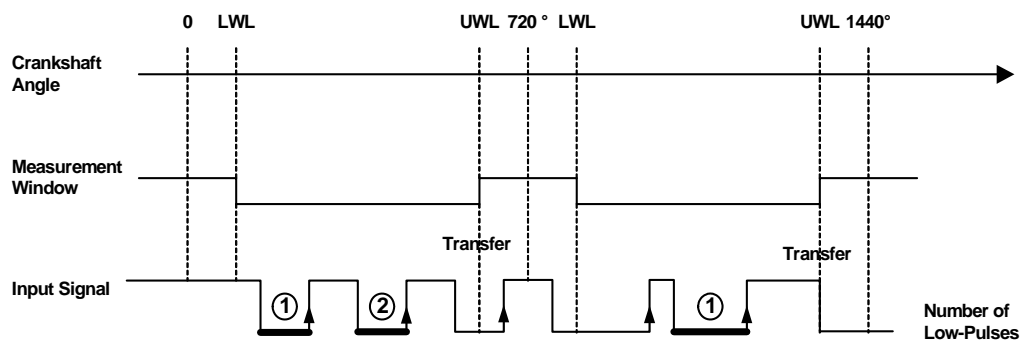 0 LWL UWL 720 ° LWL UWL 1440°
Crankshaft
Angle
Measurement
Window
Transfer Transfer
Input Signal
1 2 1
Number of
Low-Pulses